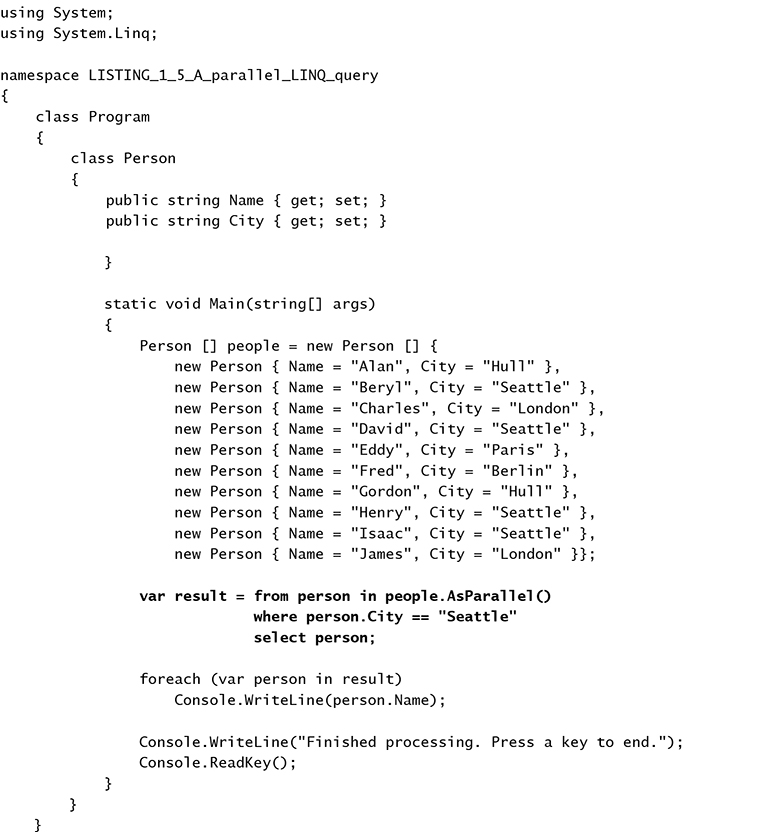 using System;
using System.Linq;
namespace LISTING_1_5_A_parallel_LINQ_query
{
    class Program
    {
        class Person
        {
            public string Name { get; set; }
            public string City { get; set; }
            }
            static void Main(string[] args)
            {
                Person [] people = new Person [] {
                    new Person { Name = "Alan", City = "Hull" },
                    new Person { Name = "Beryl", City = "Seattle" },
                    new Person { Name = "Charles", City = "London" },
                    new Person { Name = "David", City = "Seattle" },
                    new Person { Name = "Eddy", City = "Paris" },
                    new Person { Name = "Fred", City = "Berlin" },
                    new Person { Name = "Gordon", City = "Hull" },
                    new Person { Name = "Henry", City = "Seattle" },
                    new Person { Name = "Isaac", City = "Seattle" },
                    new Person { Name = "James", City = "London" }};
                var result = from person in people.AsParallel()
                             where person.City == "Seattle"
                             select person;
                foreach (var person in result)
                    Console.WriteLine(person.Name);
                Console.WriteLine("Finished processing. Press a key to end.");
                Console.ReadKey();
            }
        }
    }